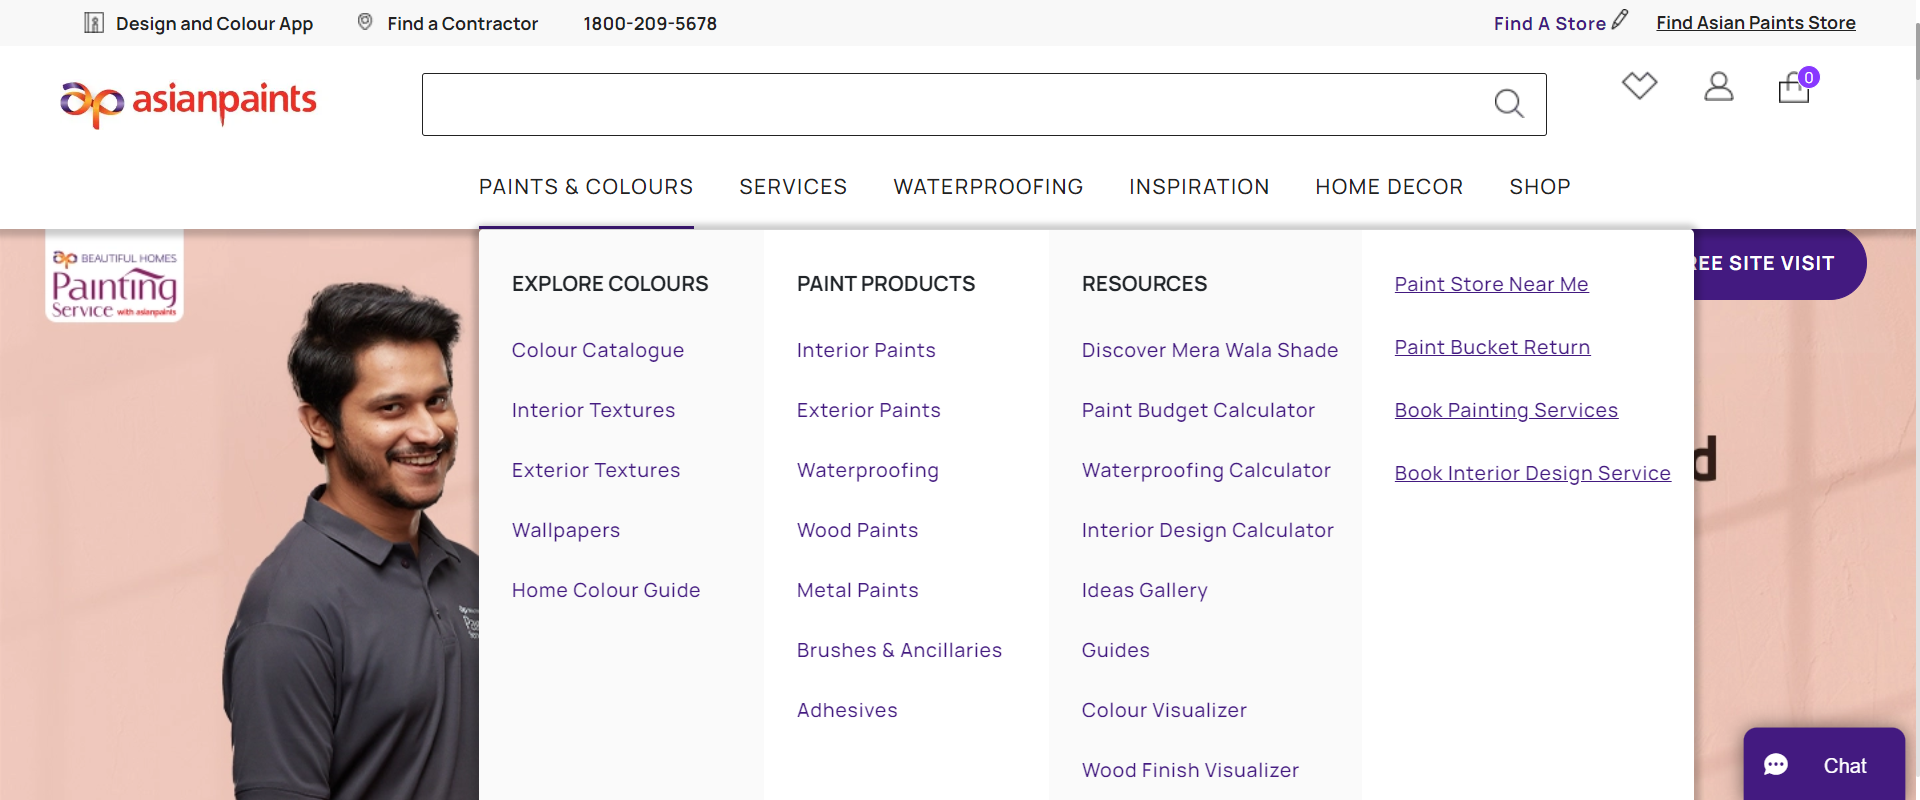 Design and Colour App
Find a Contractor
1800-209-5678
Find A Store
Find Asian Paints Store
asianpaints
0
PAINTS & COLOURS
SERVICES
WATERPROOFING
INSPIRATION
HOME DECOR
SHOP
BEAUTIFUL HOMES
Painting
Service with asianpaints
EE SITE VISIT
EXPLORE COLOURS
Colour Catalogue
Interior Textures
Exterior Textures
Wallpapers
Home Colour Guide
PAINT PRODUCTS
Interior Paints
Exterior Paints
Waterproofing
Wood Paints
Metal Paints
Brushes & Ancillaries
Adhesives
RESOURCES
Discover Mera Wala Shade
Paint Budget Calculator
Waterproofing Calculator
Interior Design Calculator
Ideas Gallery
Guides
Colour Visualizer
Wood Finish Visualizer
Paint Store Near Me
Paint Bucket Return
Book Painting Services
Book Interior Design Service
d
Chat